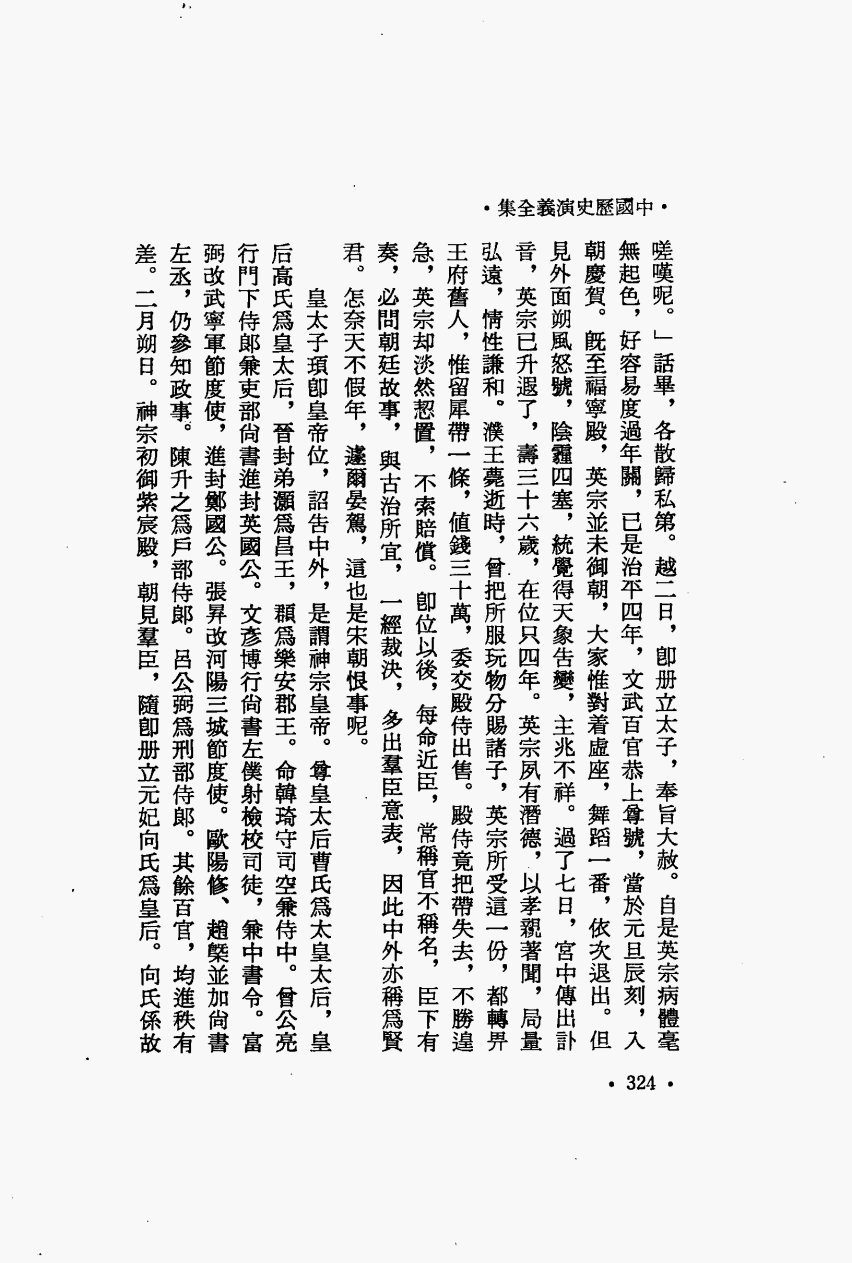 •中國歷史演義全集•
嗟嘆呢。」話畢，各散歸私第。越二日，卽册立太子，奉旨大赦。自是英宗病體毫
無起色，好容易度過年關，已是治平四年，文武百官恭上尊號，當於元旦辰刻，入
朝慶賀。旣至福寧殿，英宗並未御朝，大家惟對着虛座，舞蹈一番，依次退出。但
見外面朔風怒號，陰霾四塞，統覺得天象告變，主兆不祥。過了七日，宮中傳出訃
音，英宗已升遐了，壽三十六歲，在位只四年。英宗夙有潛德，以孝親著聞，局量
弘遠，情性謙和。濮王薨逝時，曾把所服玩物分賜諸子，英宗所受這一份，都轉畀
王府舊人，惟留犀帶一條，値錢三十萬，委交殿侍出售。殿侍竟把帶失去，不勝遑
急，英宗却淡然恝置，不索賠償。卽位以後，每命近臣，常稱官不稱名，臣下有
奏，必問朝廷故事，與古治所宜，一經裁決，多出羣臣意表，因此中外亦稱爲賢
君。怎奈天不假年，遽爾晏駕，這也是宋朝恨事呢。
皇太子頊卽皇帝位，詔告中外，是謂神宗皇帝。尊皇太后曹氏爲太皇太后，皇
后高氏爲皇太后，晉封弟灝爲昌王，頵爲樂安郡王。命韓琦守司空兼侍中。曾公亮
行門下侍郎兼吏部尚書進封英國公。文彥博行尚書左僕射檢校司徒，兼中書令。富
弼改武寧軍節度使，進封鄭國公。張昇改河陽三城節度使。歐陽修、趙槩並加尚書
左丞，仍參知政事。陳升之爲戶部侍郎。呂公弼爲刑部侍郎。其餘百官，均進秩有
差。二月朔日。神宗初御紫宸殿，朝見羣臣，隨卽册立元妃向氏爲皇后。向氏係故
•324•